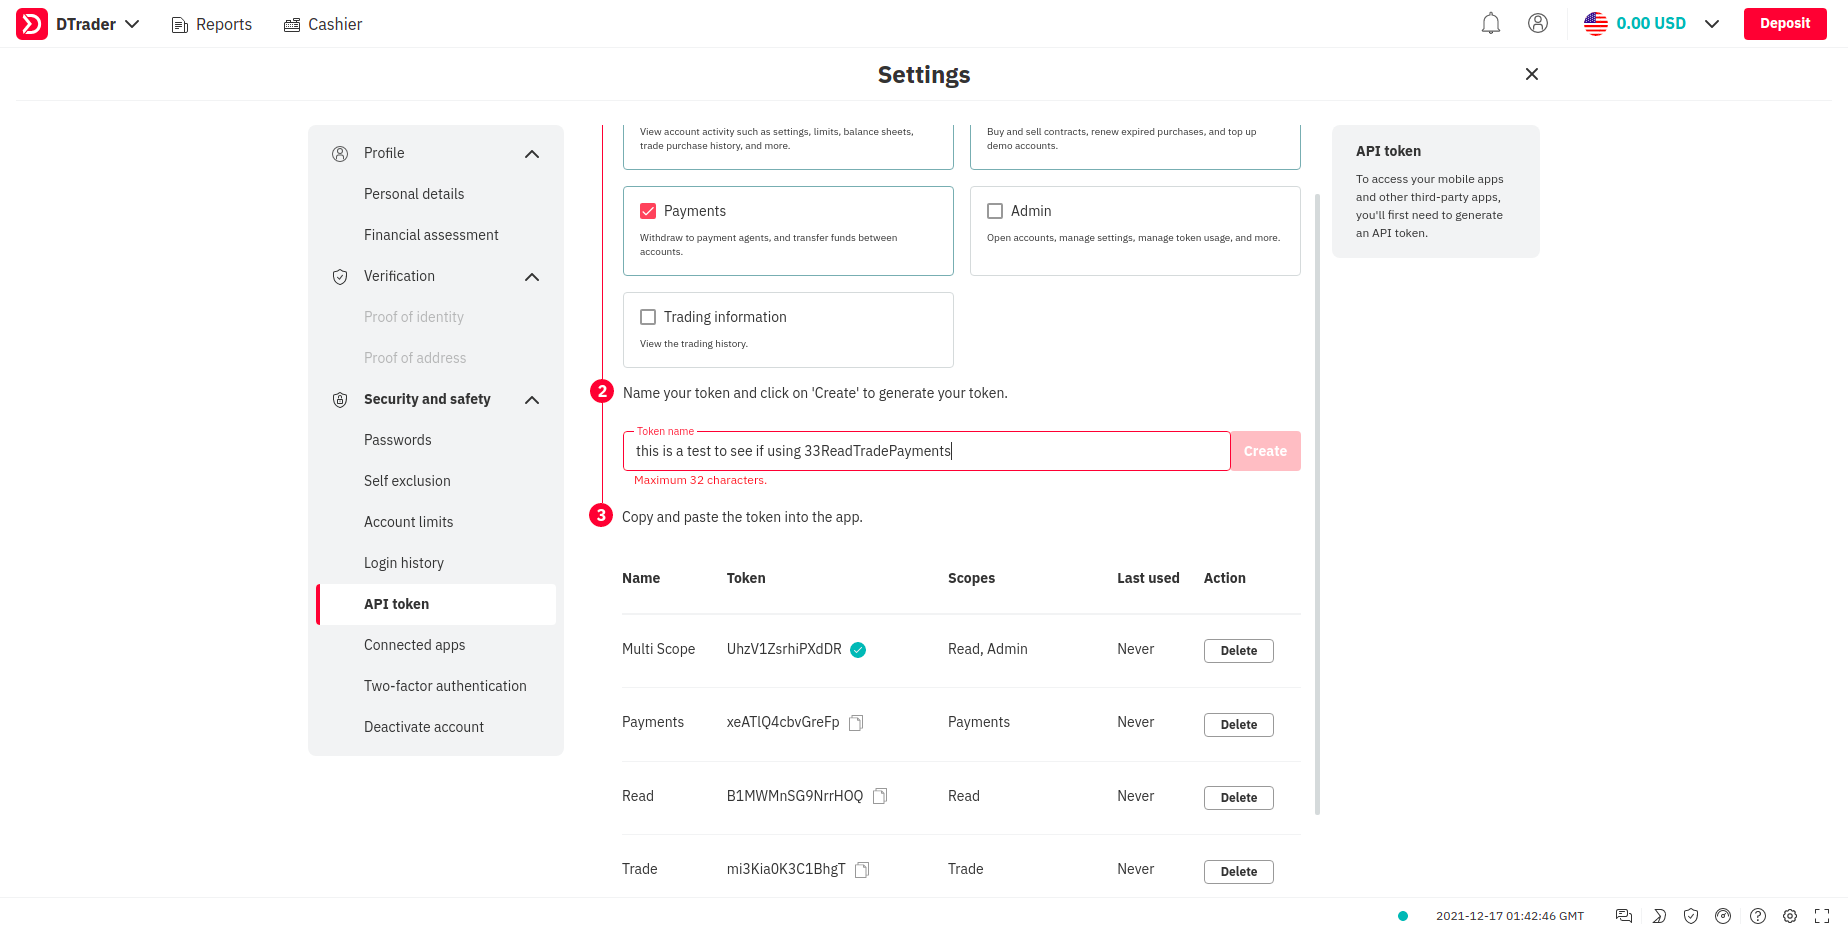 DTrader Reports Cashier 0.00 USD Deposit
Settings
Profile
Personal details
Financial assessment
Verification
Proof of identity
Proof of address
Security and safety
Passwords
Self exclusion
Account limits
Login history
API token
Connected apps
Two-factor authentication
Deactivate account
View account activity such as settings, limits, balance sheets,
trade purchase history, and more.
Buy and sell contracts, renew expired purchases, and top up
demo accounts.
Payments
Withdraw to payment agents, and transfer funds between
accounts.
Admin
Open accounts, manage settings, manage token usage, and more.
Trading information
View the trading history.
2 Name your token and click on 'Create' to generate your token.
Token name
this is a test to see if using 33ReadTradePayments Create
Maximum 32 characters.
3 Copy and paste the token into the app.
Name Token Scopes Last used Action
Multi Scope UhzV1ZsrhiPXdDR Read, Admin Never Delete
Payments xeATlQ4cbvGreFp Payments Never Delete
Read B1MWMnSG9NrrHOQ Read Never Delete
Trade mi3Kia0K3C1BhgT Trade Never Delete
API token
To access your mobile apps
and other third-party apps,
you'll first need to generate
an API token.
2021-12-17 01:42:46 GMT